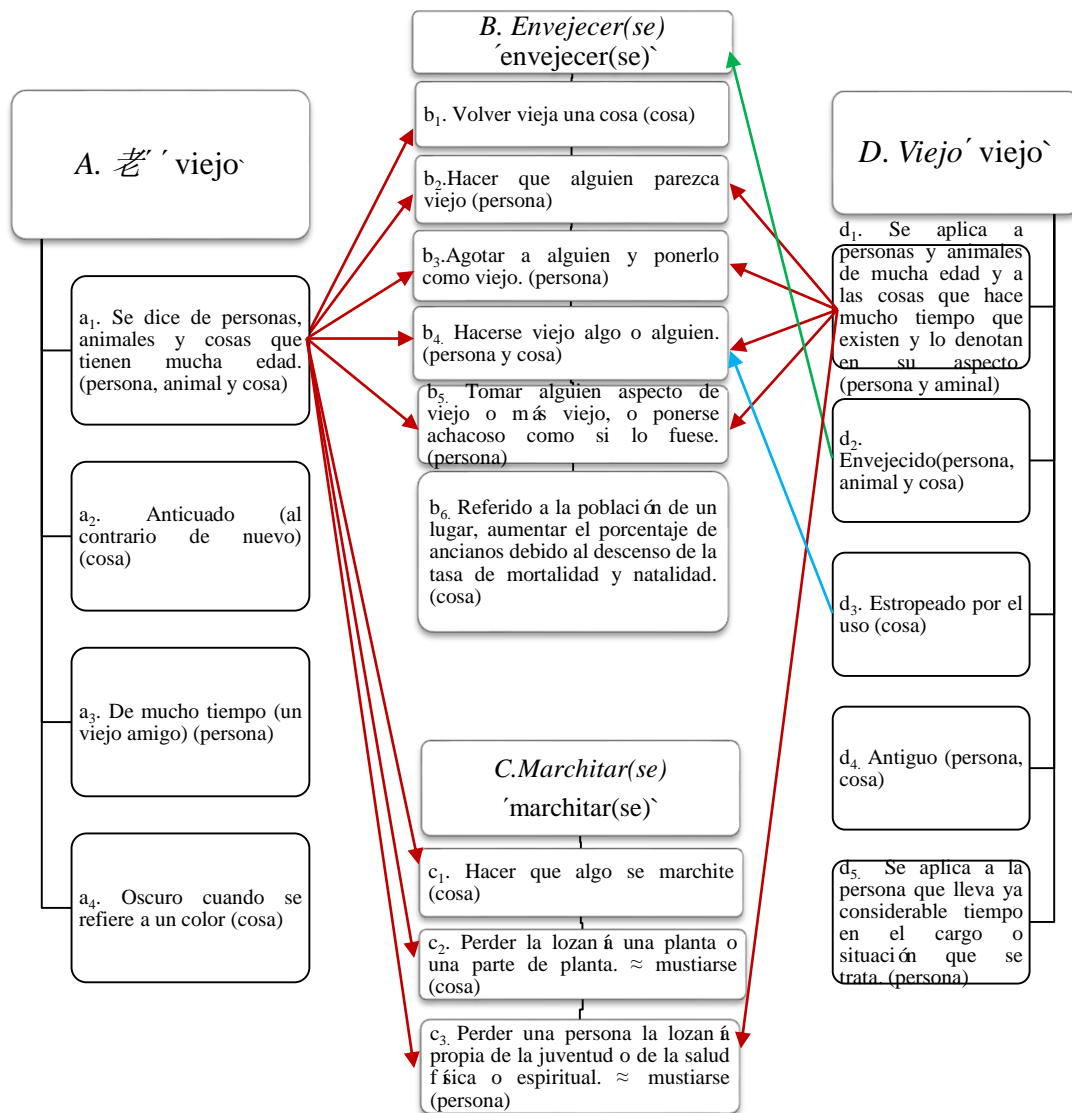 A. 老´ ´ viejo`
a1. Se dice de personas,
animales y cosas que
tienen mucha edad.
(persona, animal y cosa)
a2. Anticuado (al
contrario de nuevo)
(cosa)
a3. De mucho tiempo (un
viejo amigo) (persona)
a4. Oscuro cuando se
refiere a un color (cosa)
B. Envejecer(se)
´envejecer(se)`
b1. Volver vieja una cosa (cosa)
b2.Hacer que alguien parezca
viejo (persona)
b3.Agotar a alguien y ponerlo
como viejo. (persona)
b4. Hacerse viejo algo o alguien.
(persona y cosa)
b5. Tomar alguien aspecto de
viejo o más viejo, o ponerse
achacoso como si lo fuese.
(persona)
b6. Referido a la población de un
lugar, aumentar el porcentaje de
ancianos debido al descenso de la
tasa de mortalidad y natalidad.
(cosa)
C.Marchitar(se)
´marchitar(se)`
c1. Hacer que algo se marchite
(cosa)
c2. Perder la lozanía una planta o
una parte de planta. ≈ mustiarse
(cosa)
c3. Perder una persona la lozanía
propia de la juventud o de la salud
física o espiritual. ≈ mustiarse
(persona)
D. Viejo´ viejo`
d1. Se aplica a
personas y animales
de mucha edad y a
las cosas que hace
mucho tiempo que
existen y lo denotan
en su aspecto.
(persona y aminal)
d2.
Envejecido(persona,
animal y cosa)
d3. Estropeado por el
uso (cosa)
d4. Antiguo (persona,
cosa)
d5. Se aplica a la
persona que lleva ya
considerable tiempo
en el cargo o
situación que se
trata. (persona)